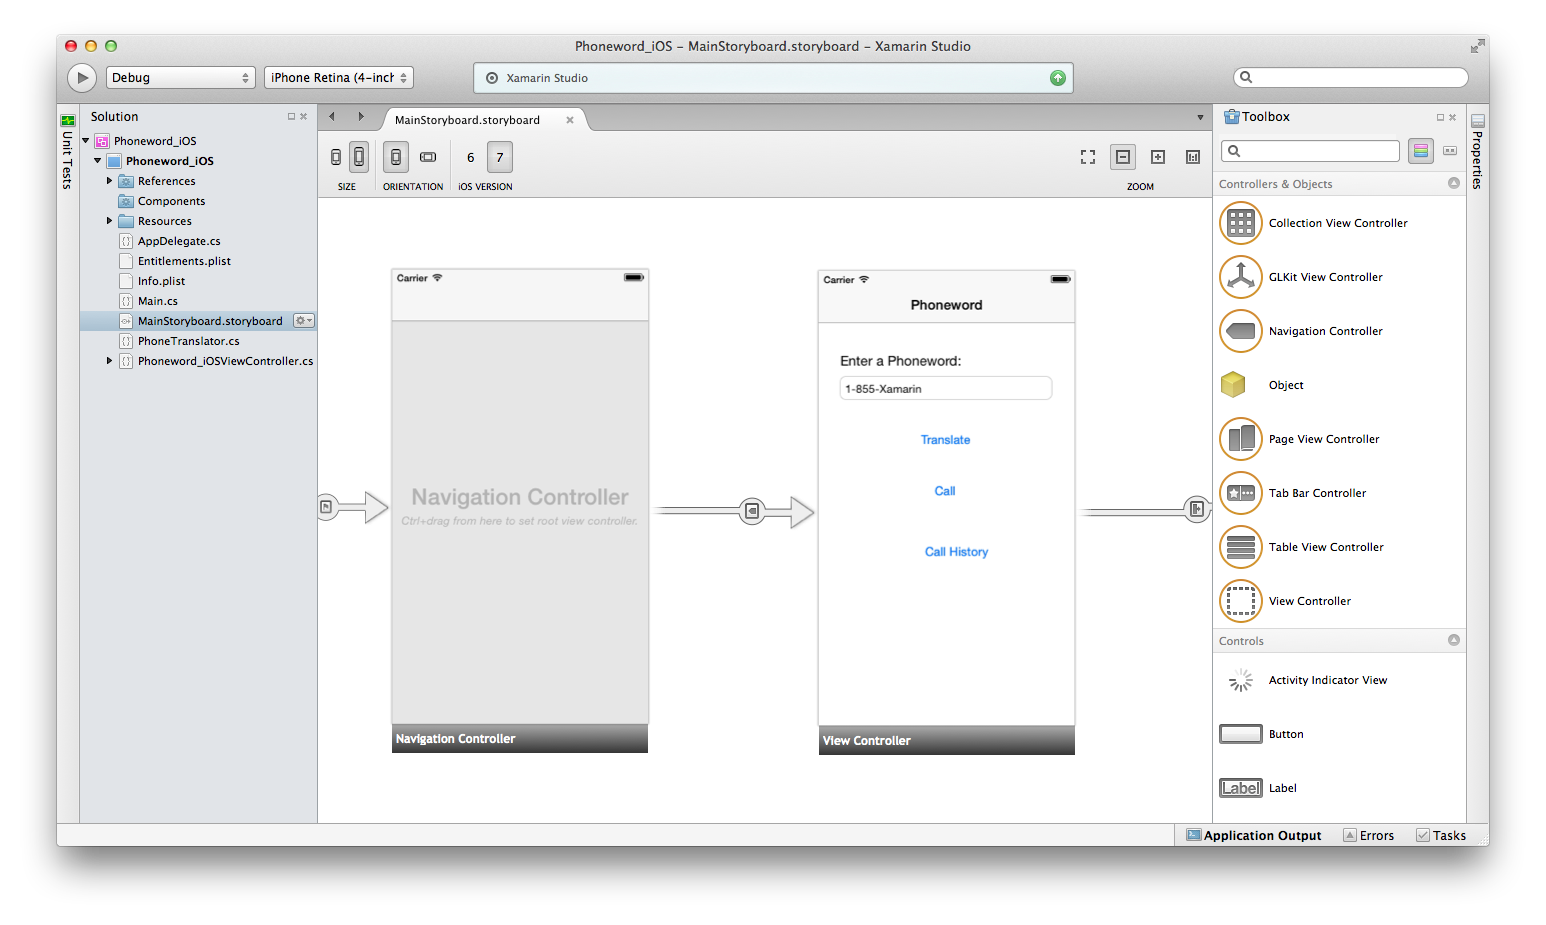 Phoneword_iOS – MainStoryboard.storyboard – Xamarin Studio
Debug
iPhone Retina (4-inch
Xamarin Studio
Unit Tests
Solution
Phoneword_iOS
Phoneword_iOS
References
Components
Resources
AppDelegate.cs
Entitlements.plist
Info.plist
Main.cs
MainStoryboard.storyboard
PhoneTranslator.cs
Phoneword_iOSViewController.cs
MainStoryboard.storyboard
6 7
SIZE ORIENTATION iOS VERSION ZOOM
Carrier
Navigation Controller
Ctrl+drag from here to set root view controller.
Navigation Controller
Carrier
Phoneword
Enter a Phoneword:
1-855-Xamarin
Translate
Call
Call History
View Controller
Toolbox
Controllers & Objects
Collection View Controller
GLKit View Controller
Navigation Controller
Object
Page View Controller
Tab Bar Controller
Table View Controller
View Controller
Controls
Activity Indicator View
Button
Label Label
Properties
Application Output Errors Tasks